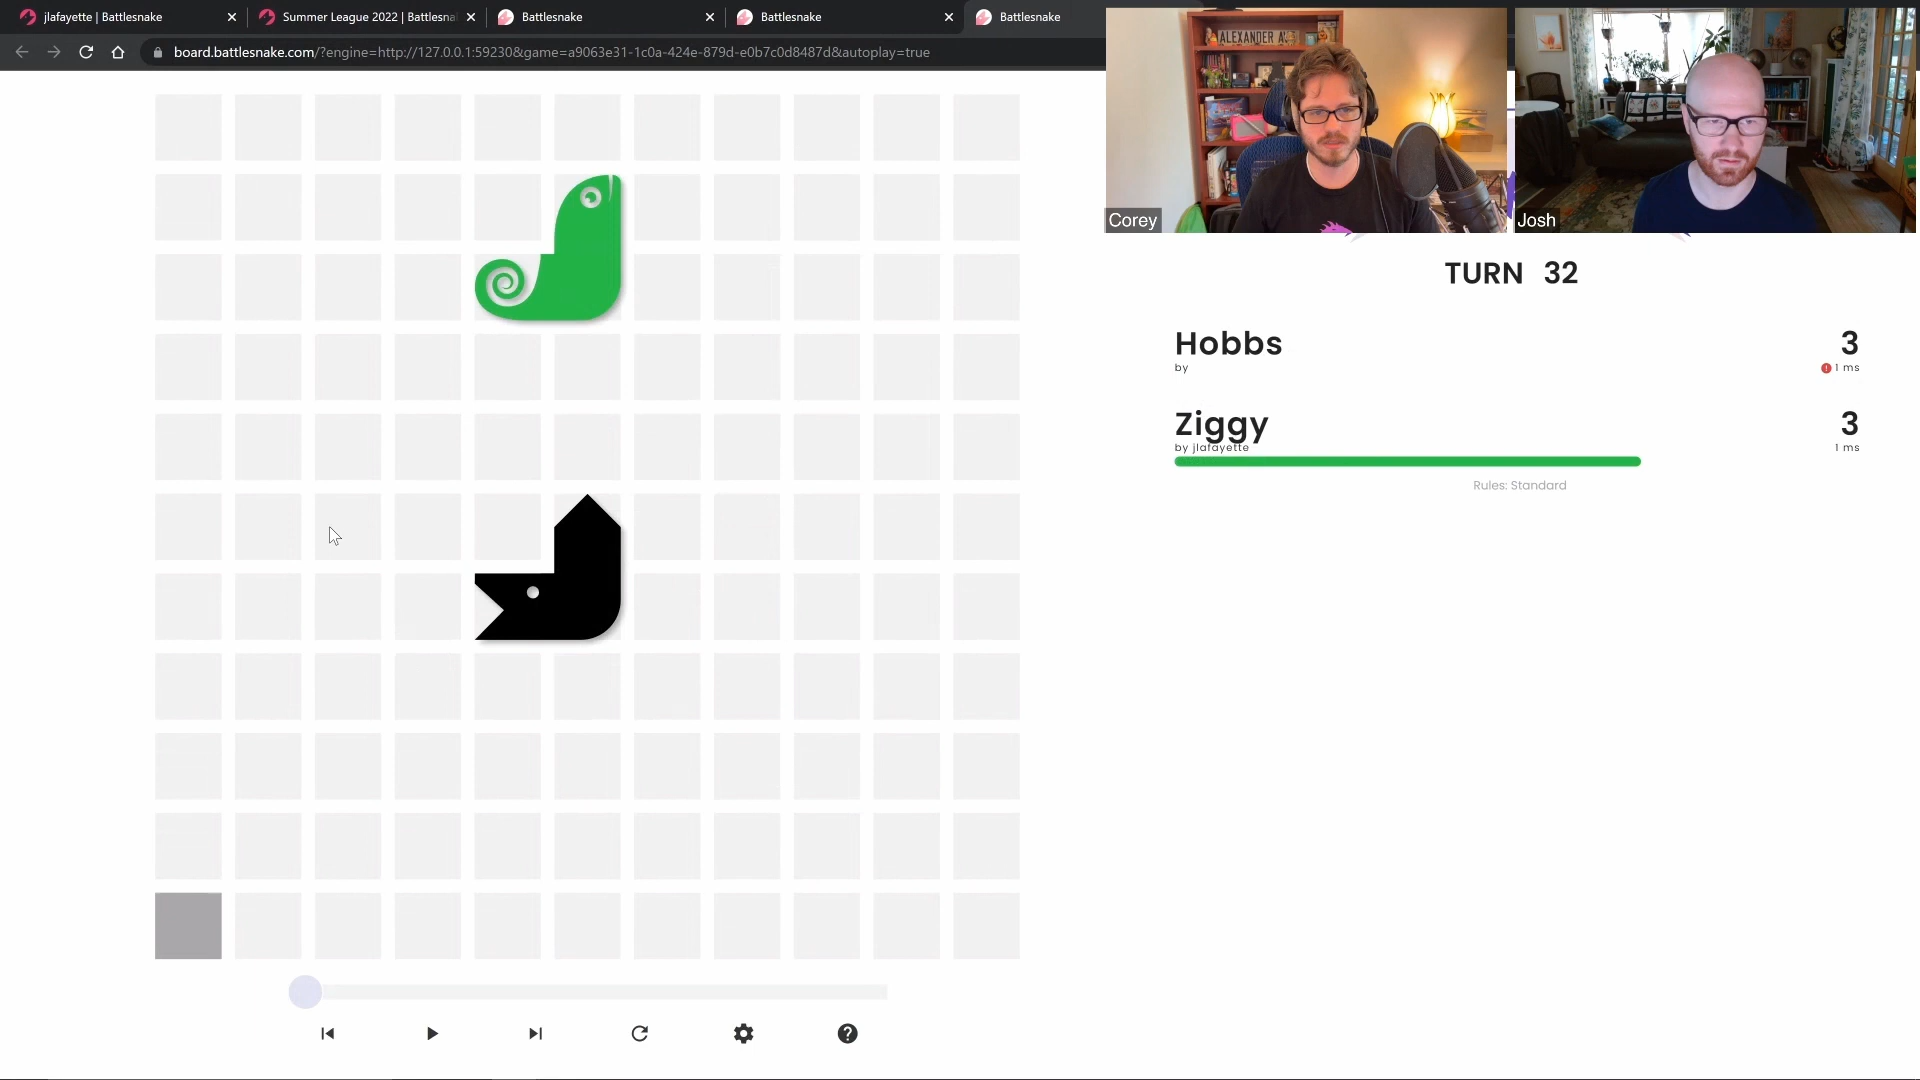 jlafayette | Battlesnake
Summer League 2022 | Battlesna
Battlesnake
Battlesnake
Battlesnake
board.battlesnake.com/?engine=http://127.0.0.1:59230&game=a9063e31-1c0a-424e-879d-e0b7c0d8487d&autoplay=true
ALEXANDER A
Corey
Josh
TURN 32
Hobbs 3
by 1 ms
Ziggy 3
by jlafayette 1 ms
Rules: Standard